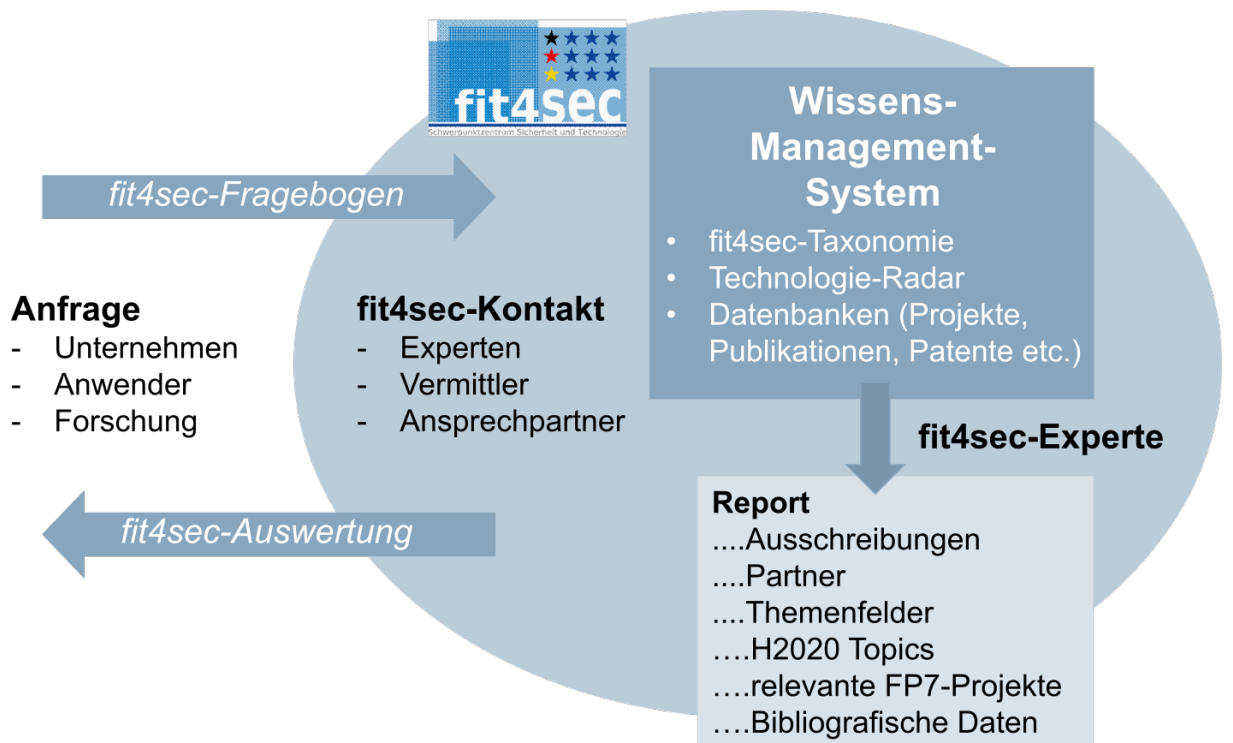 fit4sec
Schwerpunktzentrum Sicherheit und Technologie
Wissens-
Management-
System
• fit4sec-Taxonomie
• Technologie-Radar
• Datenbanken (Projekte,
Publikationen, Patente etc.)
fit4sec-Fragebogen
Anfrage
- Unternehmen
- Anwender
- Forschung
fit4sec-Kontakt
- Experten
- Vermittler
- Ansprechpartner
fit4sec-Auswertung
fit4sec-Experte
Report
....Ausschreibungen
....Partner
....Themenfelder
….H2020 Topics
….relevante FP7-Projekte
….Bibliografische Daten